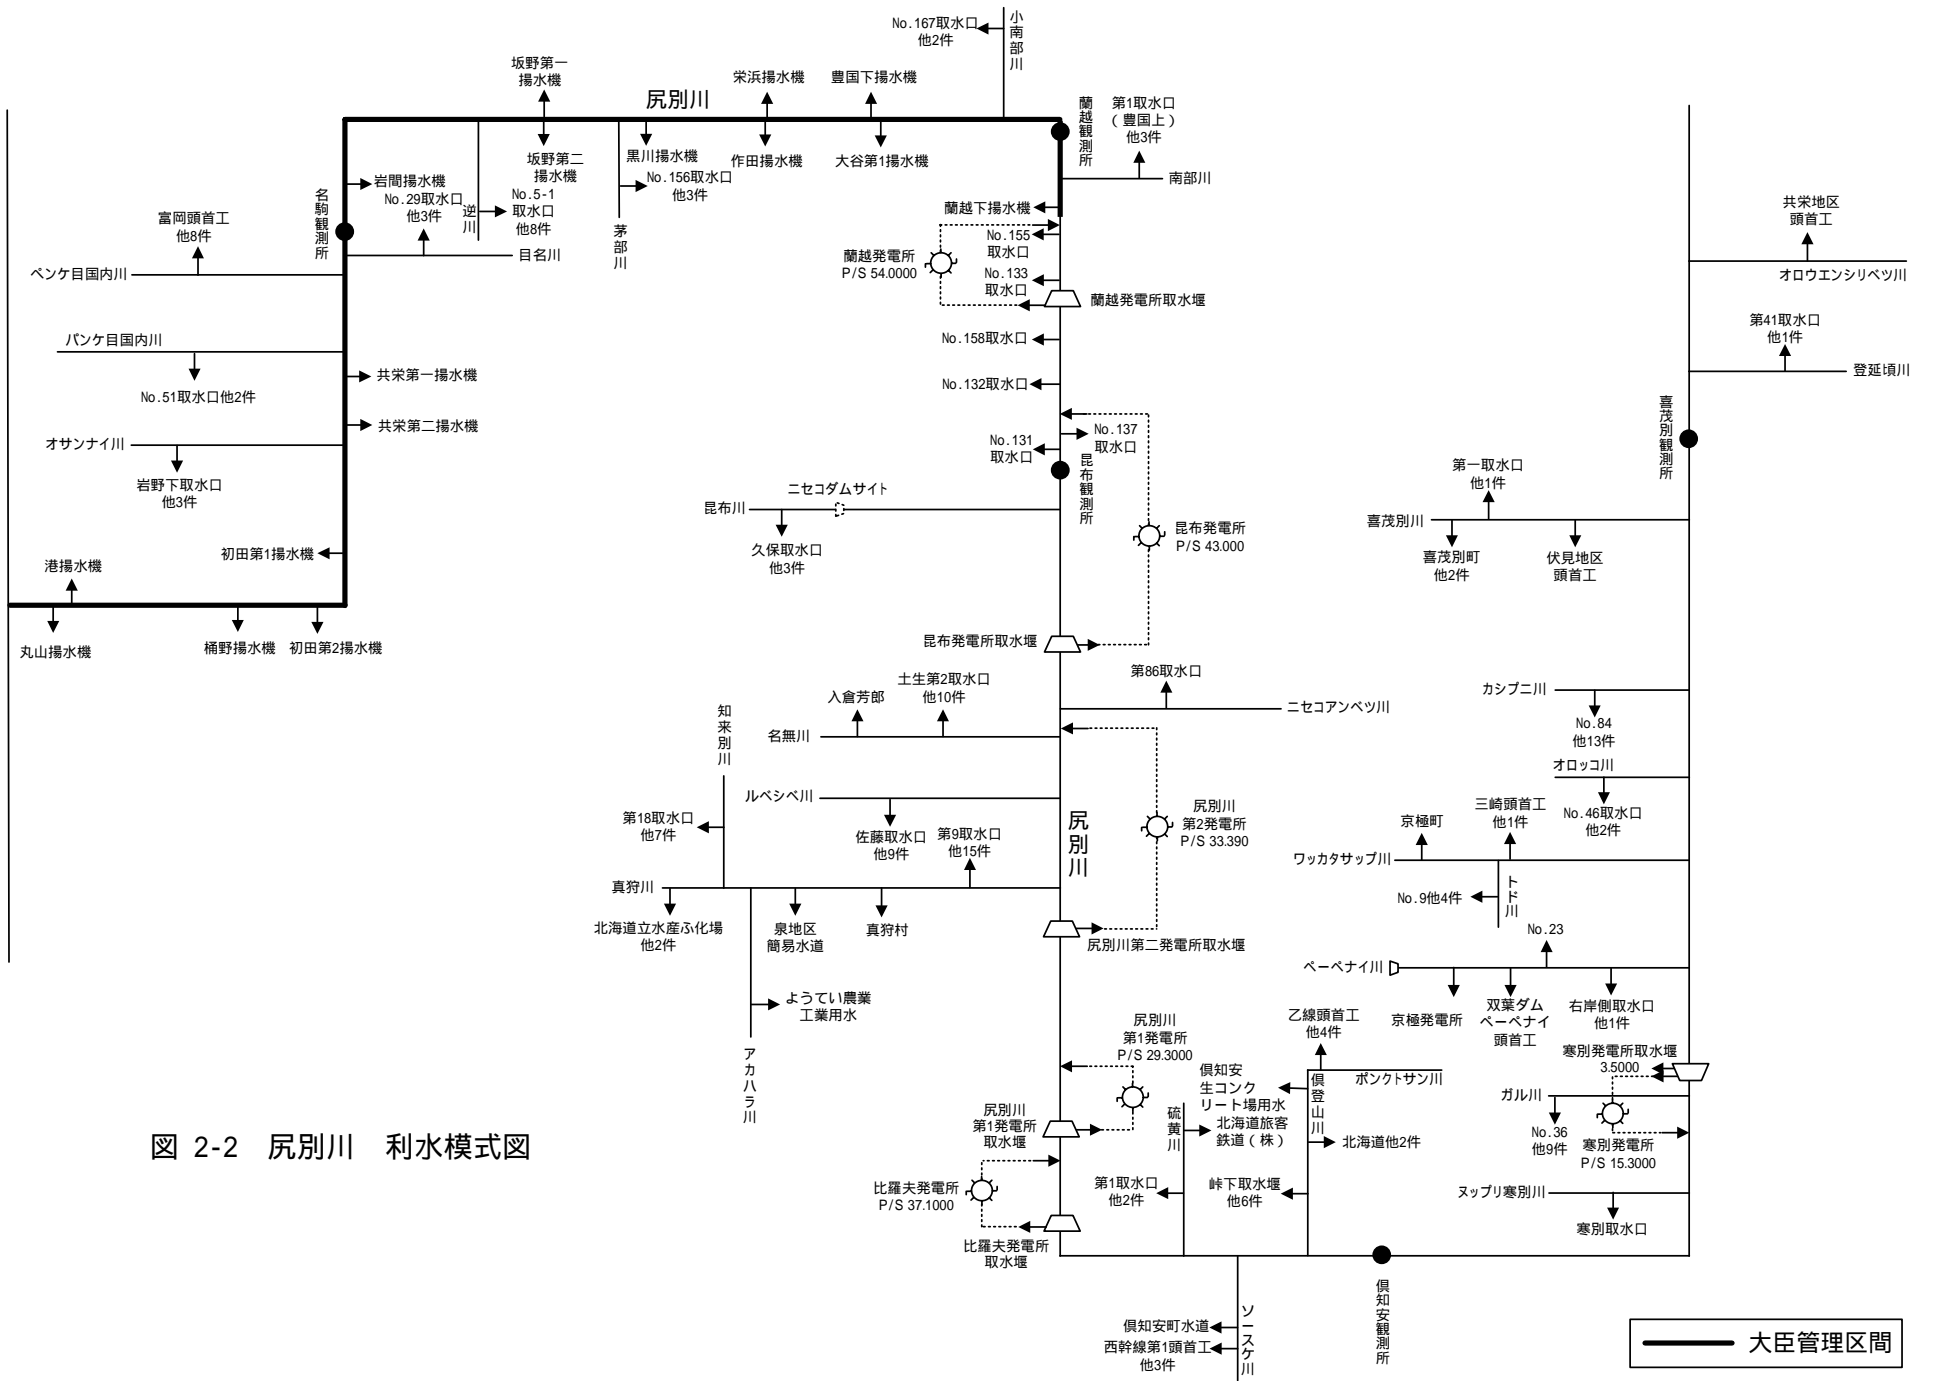 No.167取水口
他2件
小南部川
坂野第一
揚水機
尻別川
栄浜揚水機
豊国下揚水機
蘭越観測所
第1取水口
（豊国上）
他3件
坂野第二
揚水機
黒川揚水機
作田揚水機
大谷第1揚水機
南部川
岩間揚水機
No.29取水口
他3件
逆川
No.5-1
取水口
他8件
No.156取水口
他3件
茅部川
目名川
名駒観測所
富岡頭首工
他8件
ペンケ目国内川
パンケ目国内川
No.51取水口他2件
共栄第一揚水機
共栄第二揚水機
オサンナイ川
岩野下取水口
他3件
初田第1揚水機
港揚水機
丸山揚水機
桶野揚水機
初田第2揚水機
蘭越下揚水機
No.155
取水口
蘭越発電所
P/S 54.0000
No.133
取水口
蘭越発電所取水堰
No.158取水口
No.132取水口
No.131
取水口
No.137
取水口
昆布観測所
ニセコダムサイト
昆布川
久保取水口
他3件
昆布発電所
P/S 43.000
昆布発電所取水堰
第86取水口
ニセコアンベツ川
入倉芳郎
土生第2取水口
他10件
名無川
知来別川
ルベシベ川
佐藤取水口
他9件
第18取水口
他7件
第9取水口
他15件
真狩川
北海道立水産ふ化場
他2件
泉地区
簡易水道
真狩村
ようてい農業
工業用水
アカハラ川
尻別川
尻別川
第2発電所
P/S 33.390
尻別川第二発電所取水堰
尻別川
第1発電所
P/S 29.3000
尻別川
第1発電所
取水堰
比羅夫発電所
P/S 37.1000
比羅夫発電所
取水堰
硫黄川
第1取水口
他2件
倶知安
生コンク
リート場用水
北海道旅客
鉄道（株）
乙線頭首工
他4件
ポンクトサン川
倶登山川
北海道他2件
峠下取水堰
他6件
ソースケ川
倶知安町水道
西幹線第1頭首工
他3件
倶知安観測所
共栄地区
頭首工
オロウエンシリベツ川
第41取水口
他1件
登延頃川
喜茂別観測所
第一取水口
他1件
喜茂別川
喜茂別町
他2件
伏見地区
頭首工
カシプニ川
No.84
他13件
オロッコ川
No.46取水口
他2件
京極町
三崎頭首工
他1件
ワッカタサップ川
No.9他4件
トド川
No.23
ペーペナイ川
京極発電所
双葉ダム
ペーペナイ
頭首工
右岸側取水口
他1件
寒別発電所取水堰
3.5000
ガル川
No.36
他9件
寒別発電所
P/S 15.3000
ヌップリ寒別川
寒別取水口
図 2-2　尻別川　利水模式図
大臣管理区間